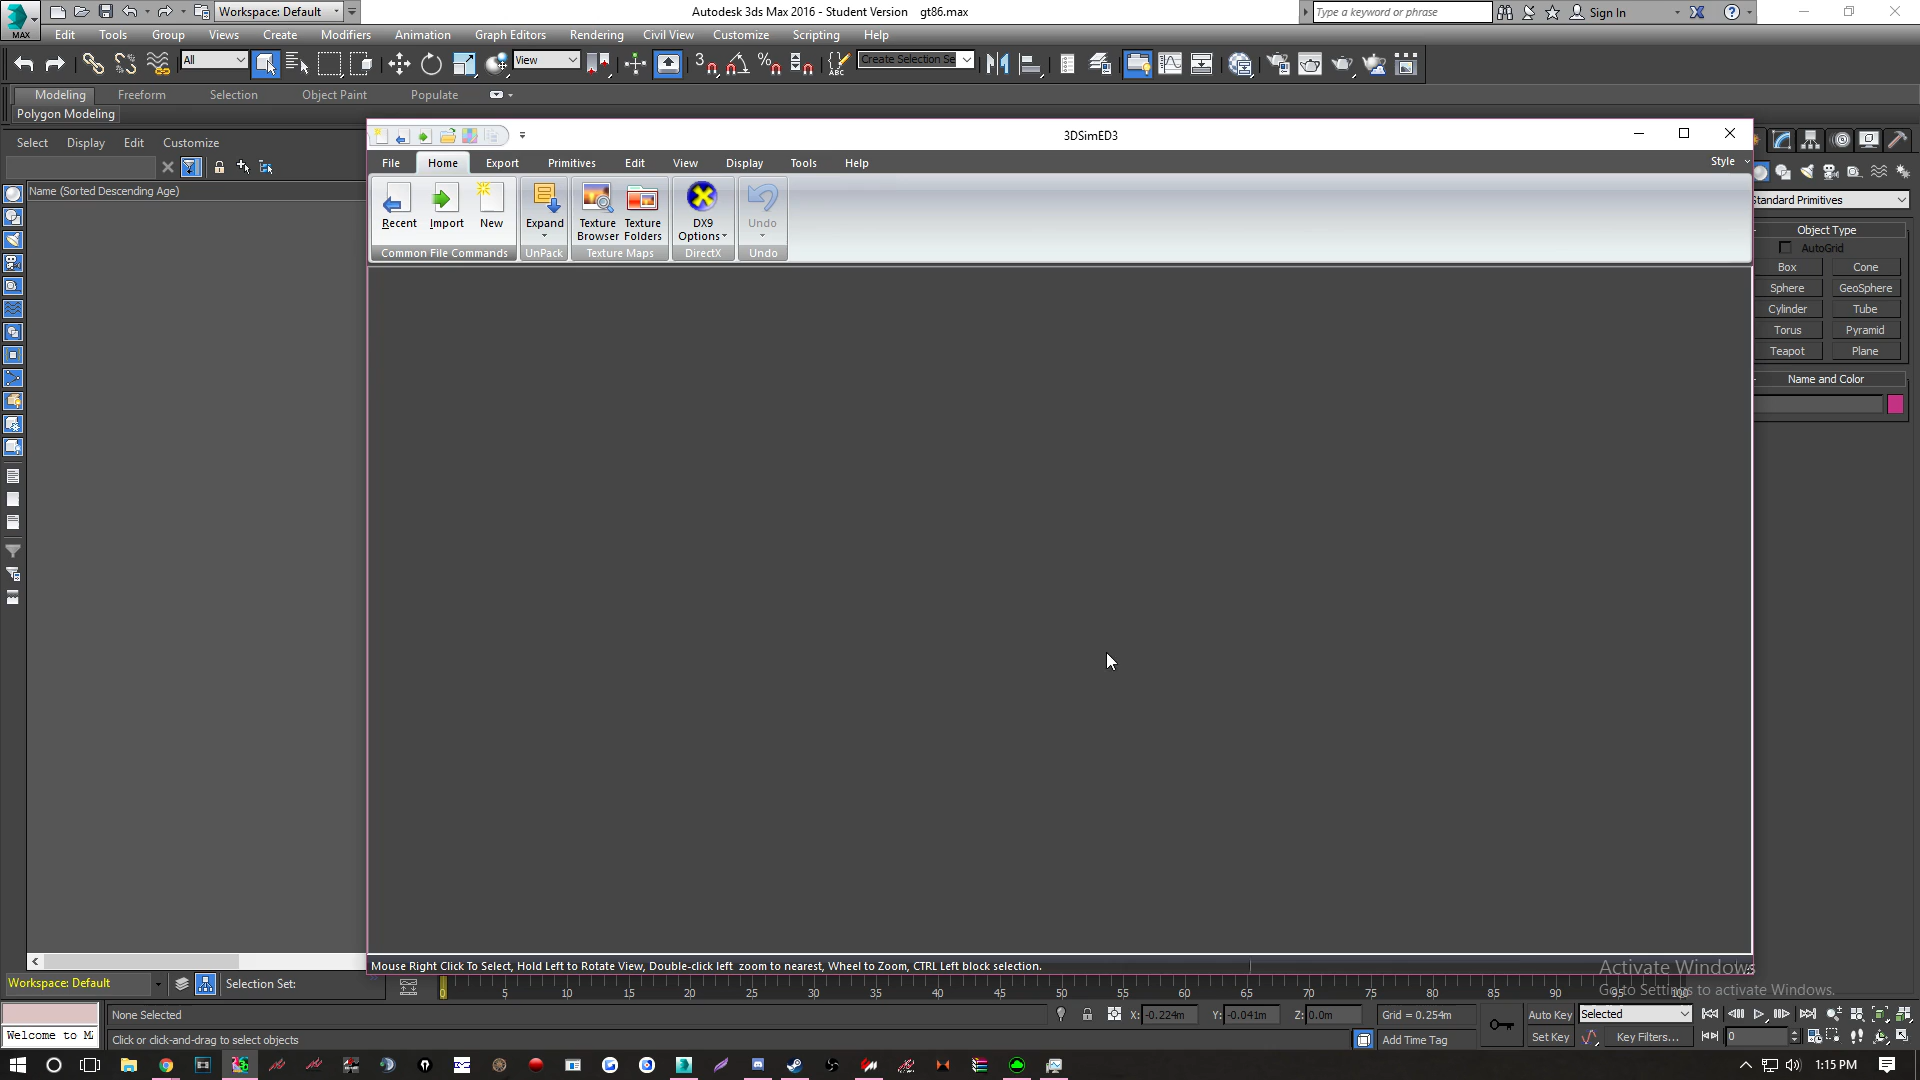 Workspace: Default
Autodesk 3ds Max 2016 - Student Version gt86.max
Type a keyword or phrase
Sign In
MAX
Edit Tools Group Views Create Modifiers Animation Graph Editors Rendering Civil View Customize Scripting Help
All
View
3
ABC
Create Selection Se
Modeling Freeform Selection Object Paint Populate
Polygon Modeling
Select Display Edit Customize
Name (Sorted Descending Age)
3DSimED3
File Home Export Primitives Edit View Display Tools Help
Style
Recent Import New
Common File Commands
Expand
UnPack
Texture Browser
Texture Folders
Texture Maps
DX9 Options
DirectX
Undo
Undo
Standard Primitives
Object Type
AutoGrid
Box Cone
Sphere GeoSphere
Cylinder Tube
Torus Pyramid
Teapot Plane
Name and Color
Mouse Right Click To Select, Hold Left to Rotate View, Double-click left zoom to nearest, Wheel to Zoom, CTRL Left block selection.
Activate Windows
Go to Settings to activate Windows.
Workspace: Default
Selection Set:
0 5 10 15 20 25 30 35 40 45 50 55 60 65 70 75 80 85 90 95 100
None Selected
X: -0.224m Y: -0.041m Z: 0.0m
Grid = 0.254m
Auto Key
Selected
Welcome to M
Click or click-and-drag to select objects
Add Time Tag
Set Key
Key Filters...
0
1:15 PM